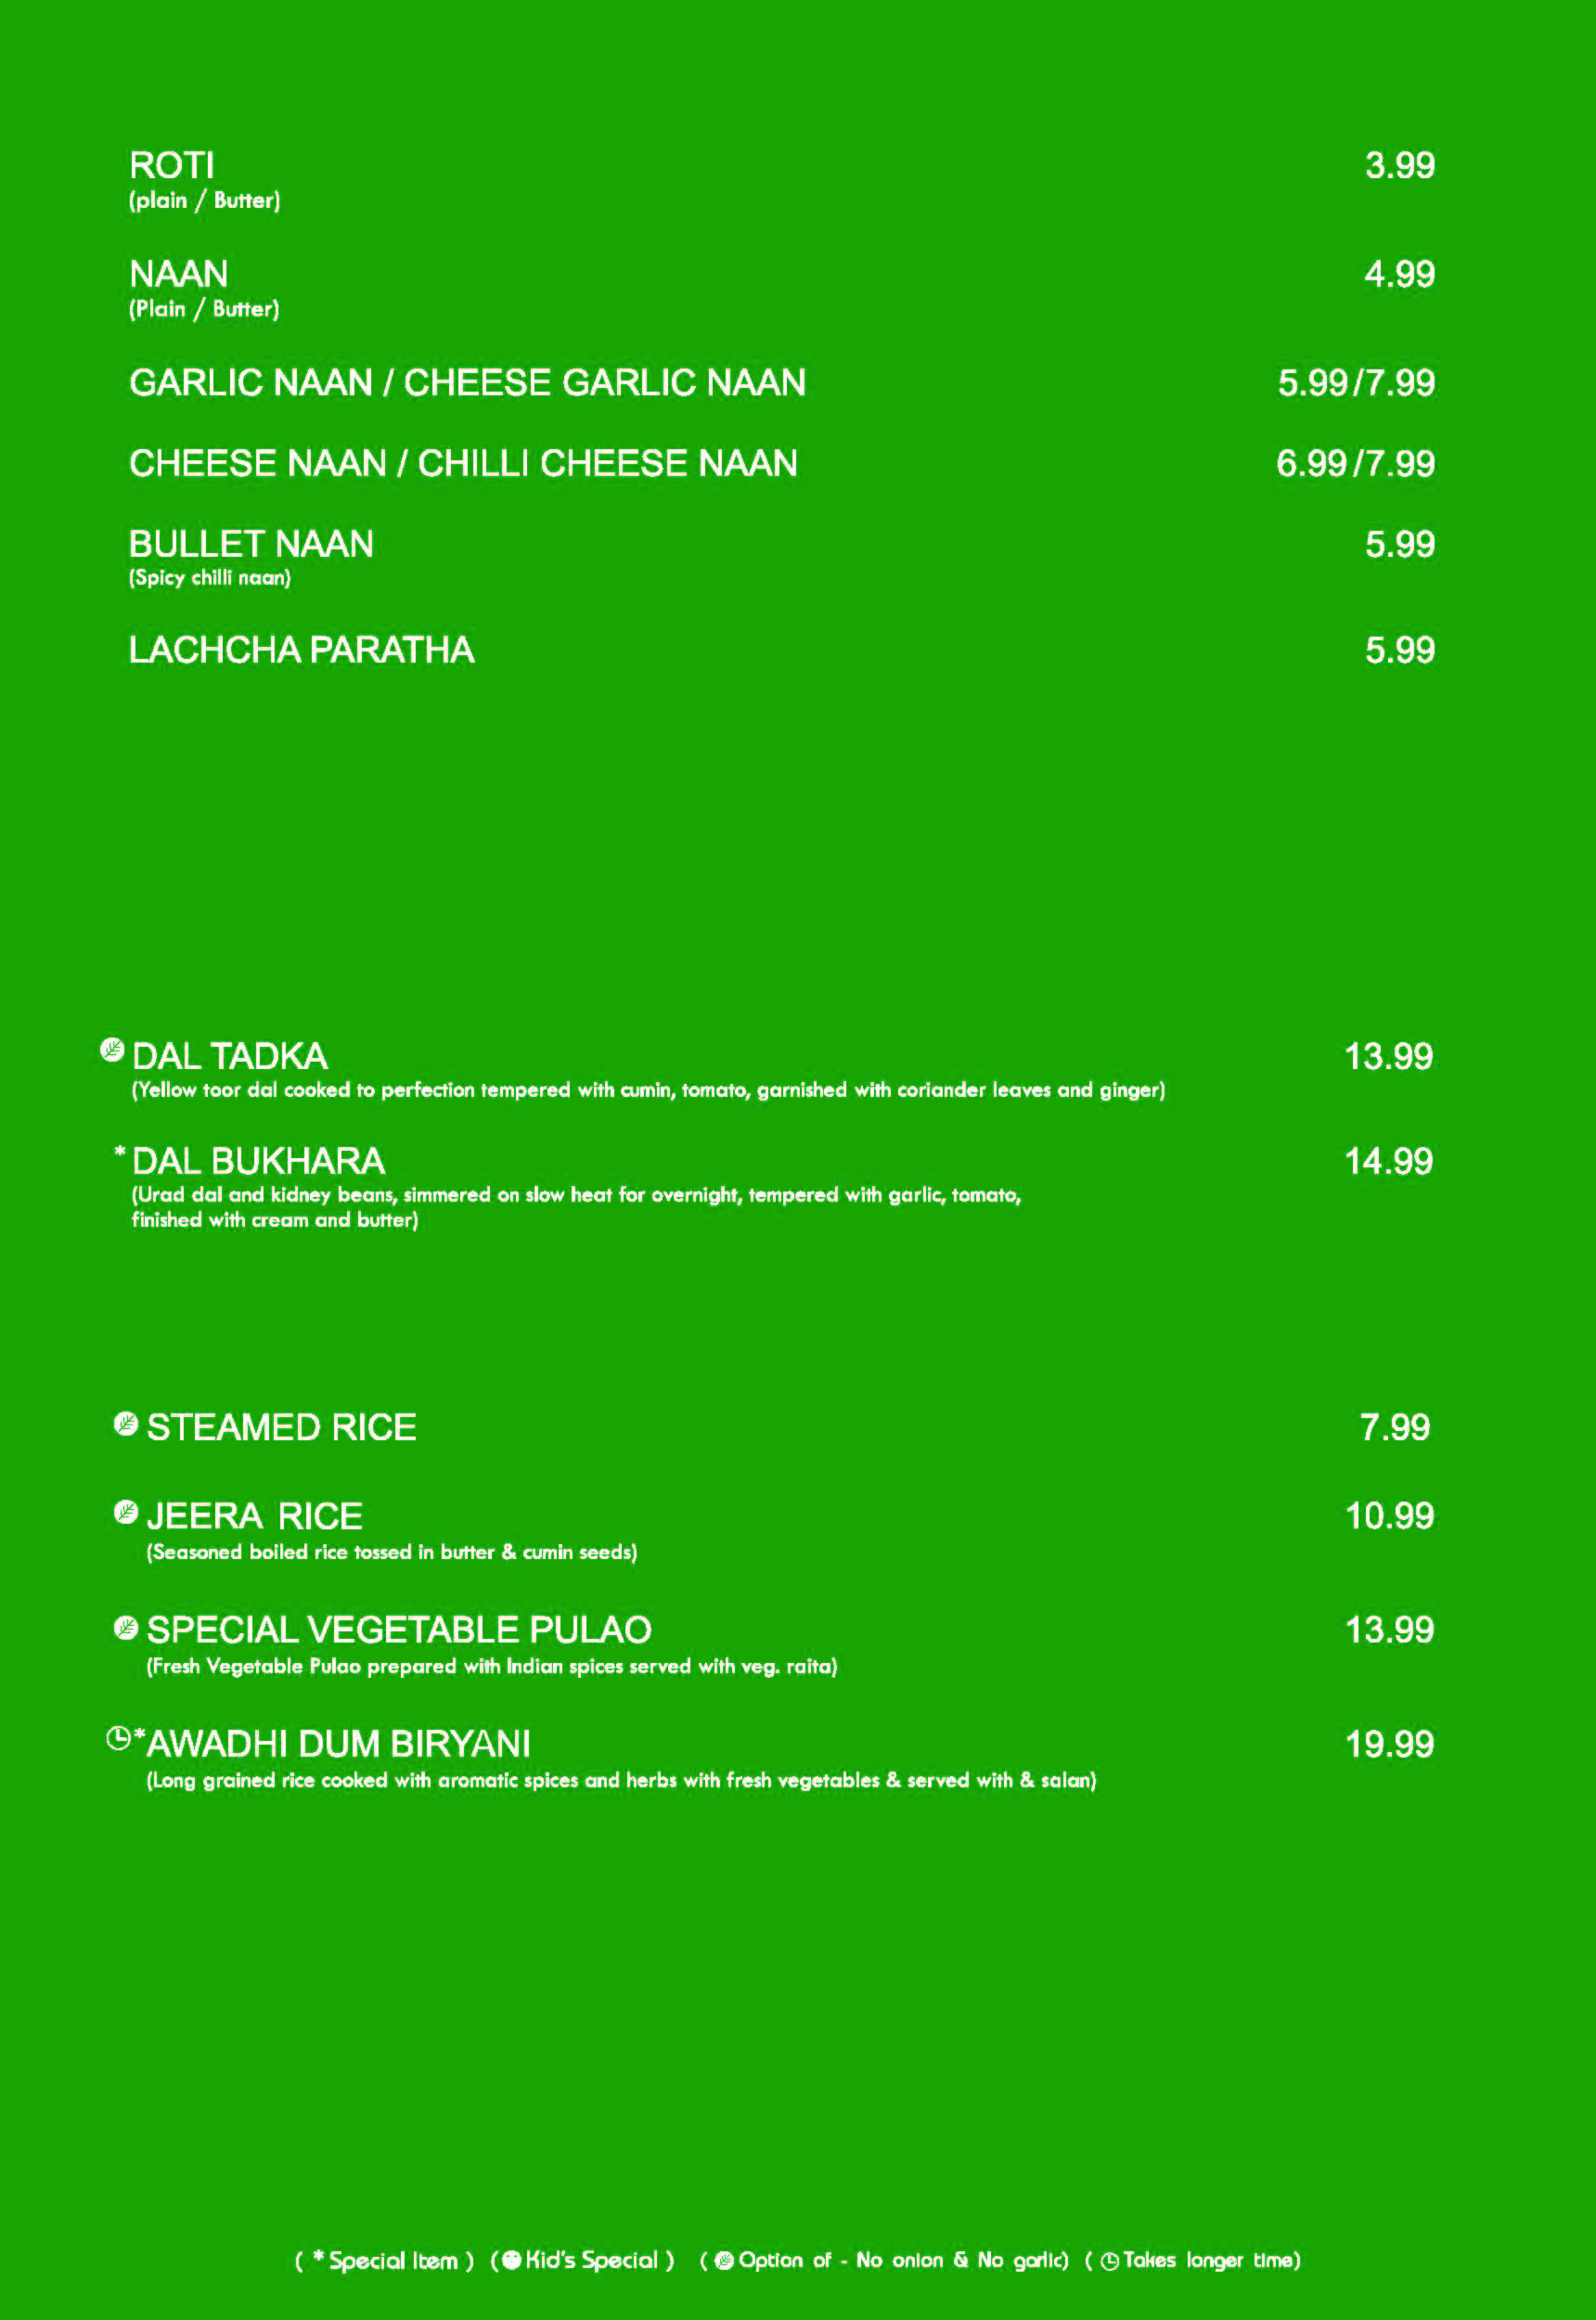 ROTI 3.99
(plain / Butter)
NAAN 4.99
(Plain / Butter)
GARLIC NAAN / CHEESE GARLIC NAAN 5.99/7.99
CHEESE NAAN / CHILLI CHEESE NAAN 6.99/7.99
BULLET NAAN 5.99
(Spicy chilli naan)
LACHCHA PARATHA 5.99
DAL TADKA 13.99
(Yellow toor dal cooked to perfection tempered with cumin, tomato, garnished with coriander leaves and ginger)
* DAL BUKHARA 14.99
(Urad dal and kidney beans, simmered on slow heat for overnight, tempered with garlic, tomato,
finished with cream and butter)
STEAMED RICE 7.99
JEERA RICE 10.99
(Seasoned boiled rice tossed in butter & cumin seeds)
SPECIAL VEGETABLE PULAO 13.99
(Fresh Vegetable Pulao prepared with Indian spices served with veg. raita)
*AWADHI DUM BIRYANI 19.99
(Long grained rice cooked with aromatic spices and herbs with fresh vegetables & served with & salan)
( * Special Item ) ( Kid's Special ) ( Option of - No onion & No garlic) ( Takes longer time)